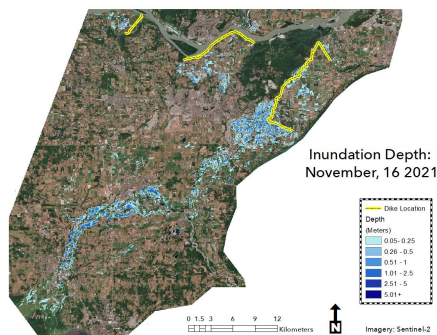 Inundation Depth:
November, 16 2021
Dike Location
Depth
(Meters)
0.05 - 0.25
0.26 - 0.5
0.51 - 1
1.01 - 2.5
2.51 - 5
5.01+
0 1.5 3 6 9 12
Kilometers
N
Imagery: Sentinel-2